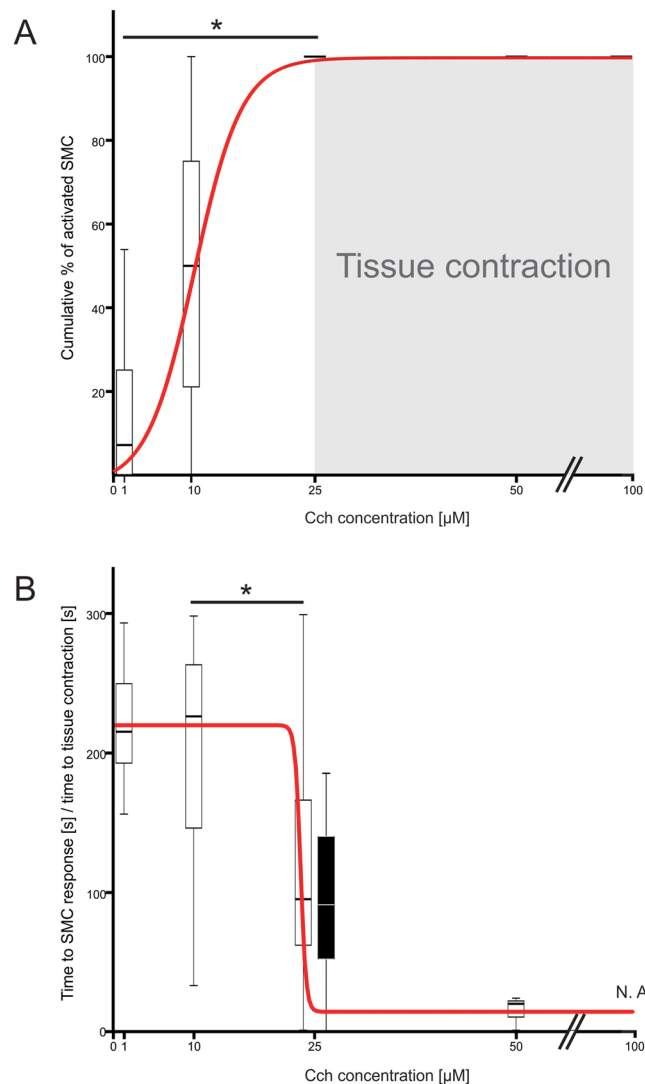 A
*
100
80
60
40
20
Cumulative % of activated SMC
Tissue contraction
0 1 10 25 50 100
Cch concentration [µM]
B
*
300
200
100
0
Time to SMC response [s] / time to tissue contraction [s]
N. A
0 1 10 25 50 100
Cch concentration [µM]